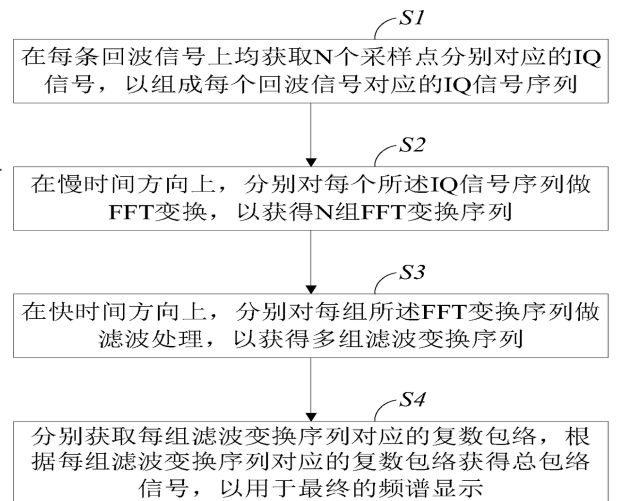 S1
在每条回波信号上均获取N个采样点分别对应的IQ
信号，以组成每个回波信号对应的IQ信号序列
S2
在慢时间方向上，分别对每个所述IQ信号序列做
FFT变换，以获得N组FFT变换序列
S3
在快时间方向上，分别对每组所述FFT变换序列做
滤波处理，以获得多组滤波变换序列
S4
分别获取每组滤波变换序列对应的复数包络，根
据每组滤波变换序列对应的复数包络获得总包络
信号，以用于最终的频谱显示